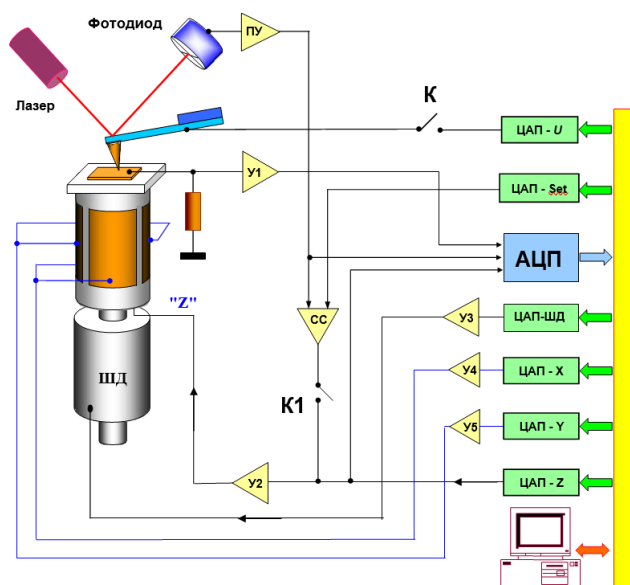 Фотодиод
ПУ
Лазер
К
ЦАП - U
У1
ЦАП - Set
АЦП
"Z"
СС
У3
ЦАП-ШД
ШД
К1
У4
ЦАП - X
У5
ЦАП - Y
У2
ЦАП - Z